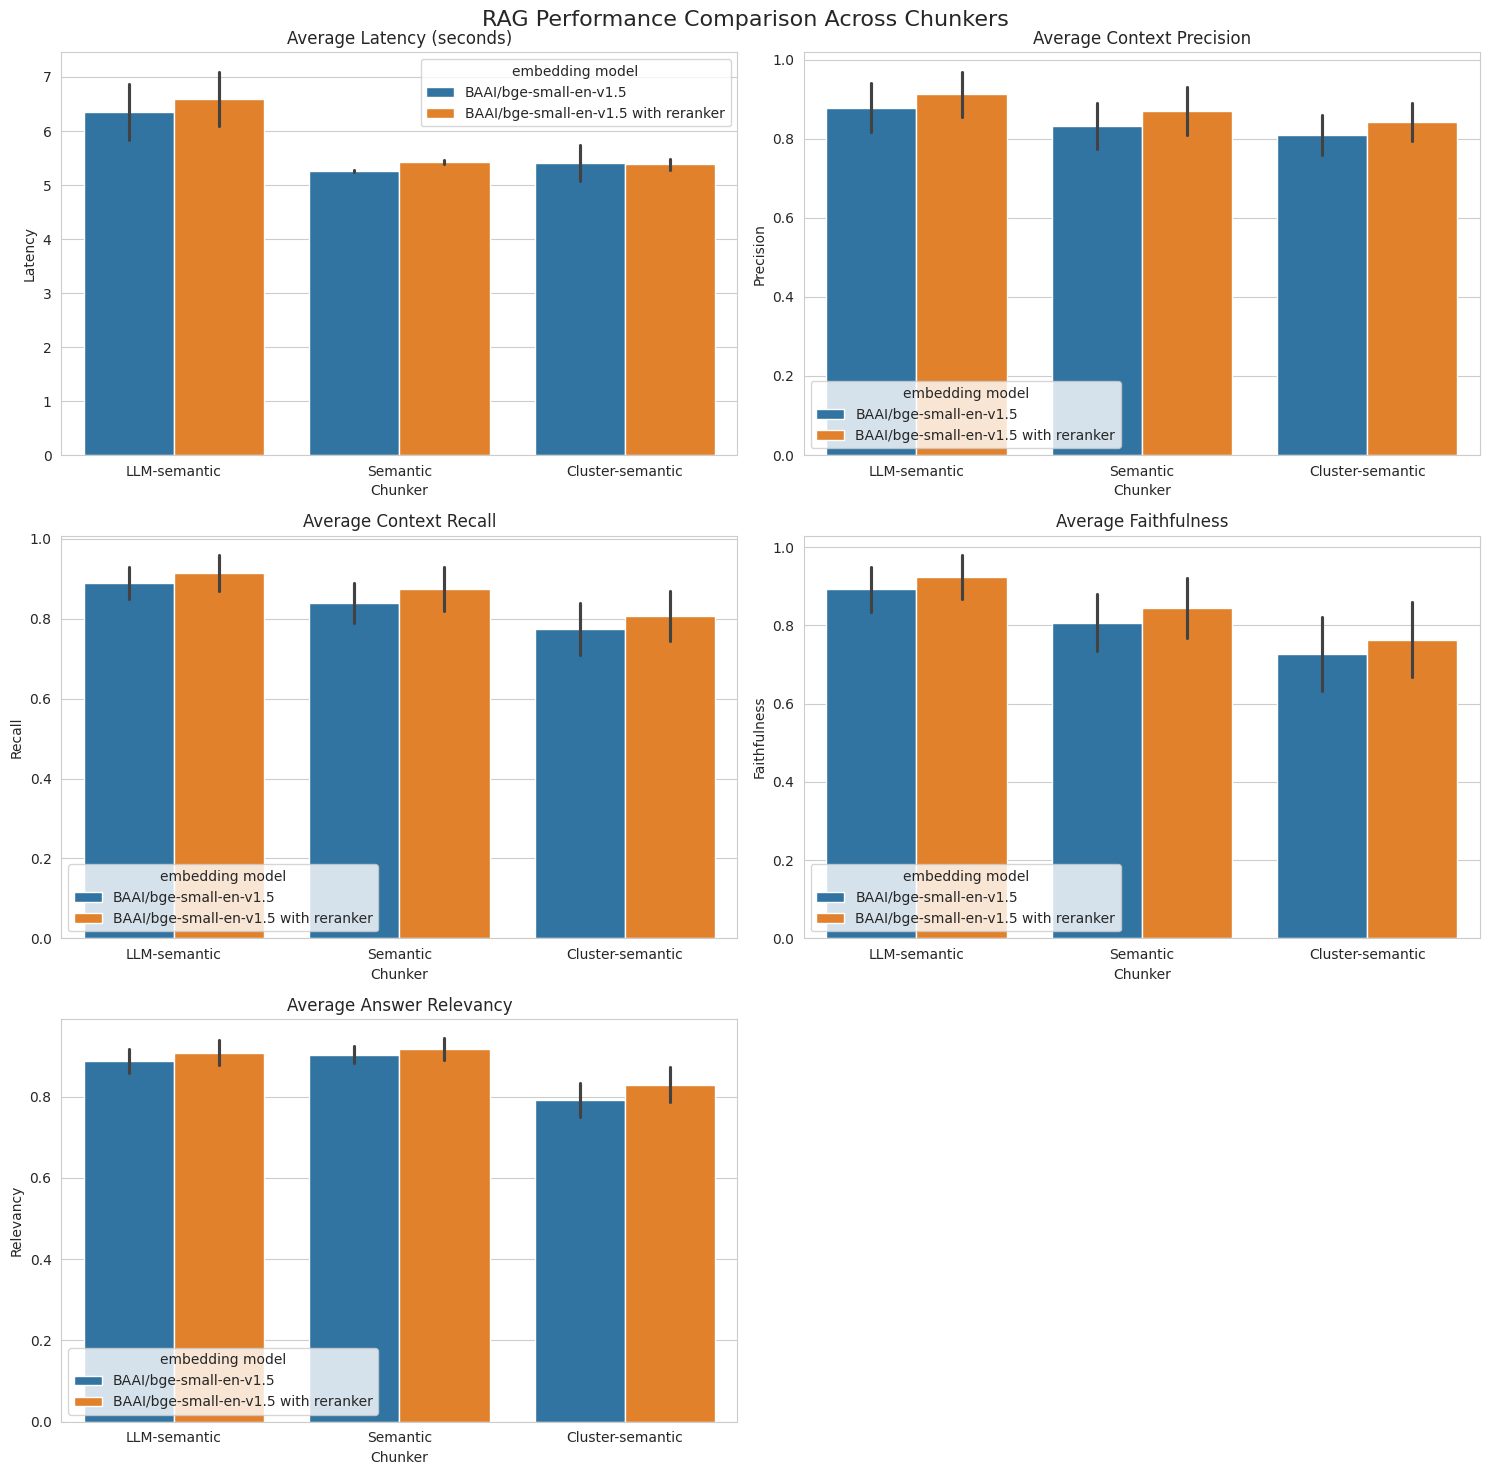 RAG Performance Comparison Across Chunkers
Average Latency (seconds)
embedding model
BAAI/bge-small-en-v1.5
BAAI/bge-small-en-v1.5 with reranker
7
6
5
4
3
2
1
0
Latency
LLM-semantic
Semantic
Cluster-semantic
Chunker
Average Context Precision
1.0
0.8
0.6
0.4
0.2
0.0
Precision
embedding model
BAAI/bge-small-en-v1.5
BAAI/bge-small-en-v1.5 with reranker
LLM-semantic
Semantic
Cluster-semantic
Chunker
Average Context Recall
1.0
0.8
0.6
0.4
0.2
0.0
Recall
embedding model
BAAI/bge-small-en-v1.5
BAAI/bge-small-en-v1.5 with reranker
LLM-semantic
Semantic
Cluster-semantic
Chunker
Average Faithfulness
1.0
0.8
0.6
0.4
0.2
0.0
Faithfulness
embedding model
BAAI/bge-small-en-v1.5
BAAI/bge-small-en-v1.5 with reranker
LLM-semantic
Semantic
Cluster-semantic
Chunker
Average Answer Relevancy
0.8
0.6
0.4
0.2
0.0
Relevancy
embedding model
BAAI/bge-small-en-v1.5
BAAI/bge-small-en-v1.5 with reranker
LLM-semantic
Semantic
Cluster-semantic
Chunker